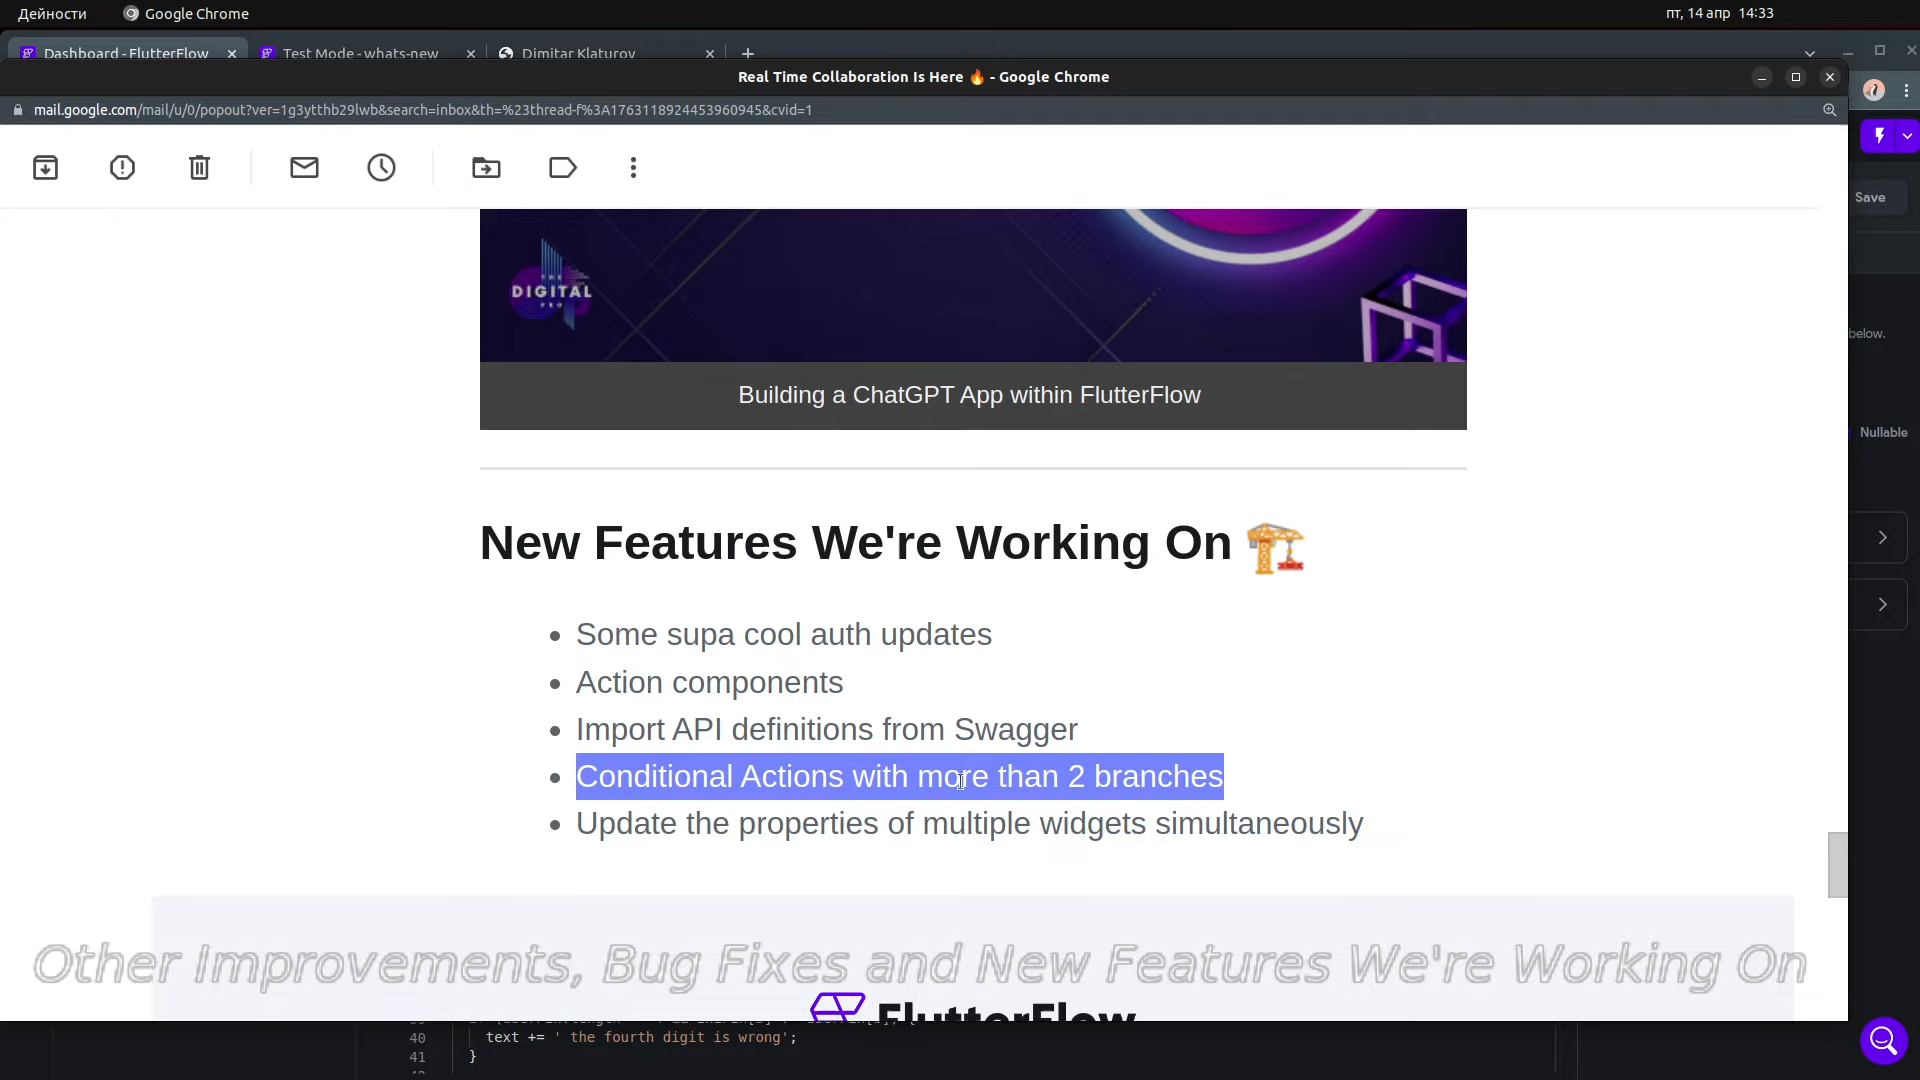 Дейности
Google Chrome
пт, 14 апр 14:33
Dashboard - FlutterFlow
Test Mode - whats-new
Dimitar Klaturov
Real Time Collaboration Is Here 🔥 - Google Chrome
mail.google.com/mail/u/0/popout?ver=1g3ytthb29lwb&search=inbox&th=%23thread-f%3A1763118924453960945&cvid=1
Save
THE
DIGITAL
PRO
below.
Building a ChatGPT App within FlutterFlow
Nullable
New Features We're Working On 🏗️
• Some supa cool auth updates
• Action components
• Import API definitions from Swagger
• Conditional Actions with more than 2 branches
• Update the properties of multiple widgets simultaneously
Other Improvements, Bug Fixes and New Features We're Working On
FlutterFlow
40 text += ' the fourth digit is wrong';
41 }